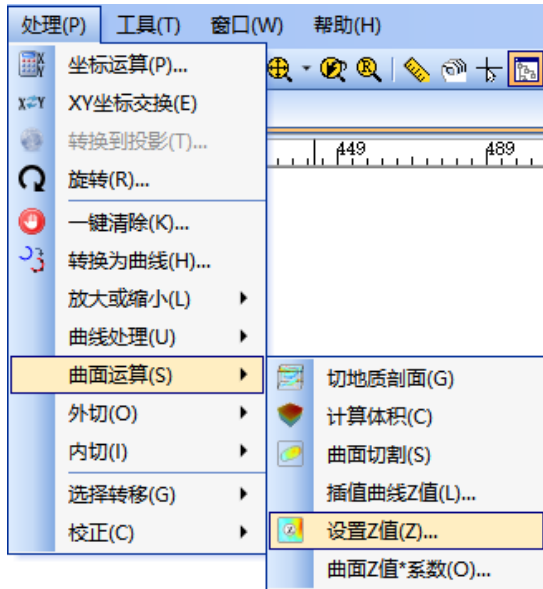 处理(P) 工具(T) 窗口(W) 帮助(H)
坐标运算(P)...
XY坐标交换(E)
转换到投影(T)...
449 489
旋转(R)...
一键清除(K)...
转换为曲线(H)...
放大或缩小(L)
曲线处理(U)
曲面运算(S)
切地质剖面(G)
外切(O)
计算体积(C)
内切(I)
曲面切割(S)
插值曲线Z值(L)...
选择转移(G)
设置Z值(Z)...
校正(C)
曲面Z值*系数(O)...